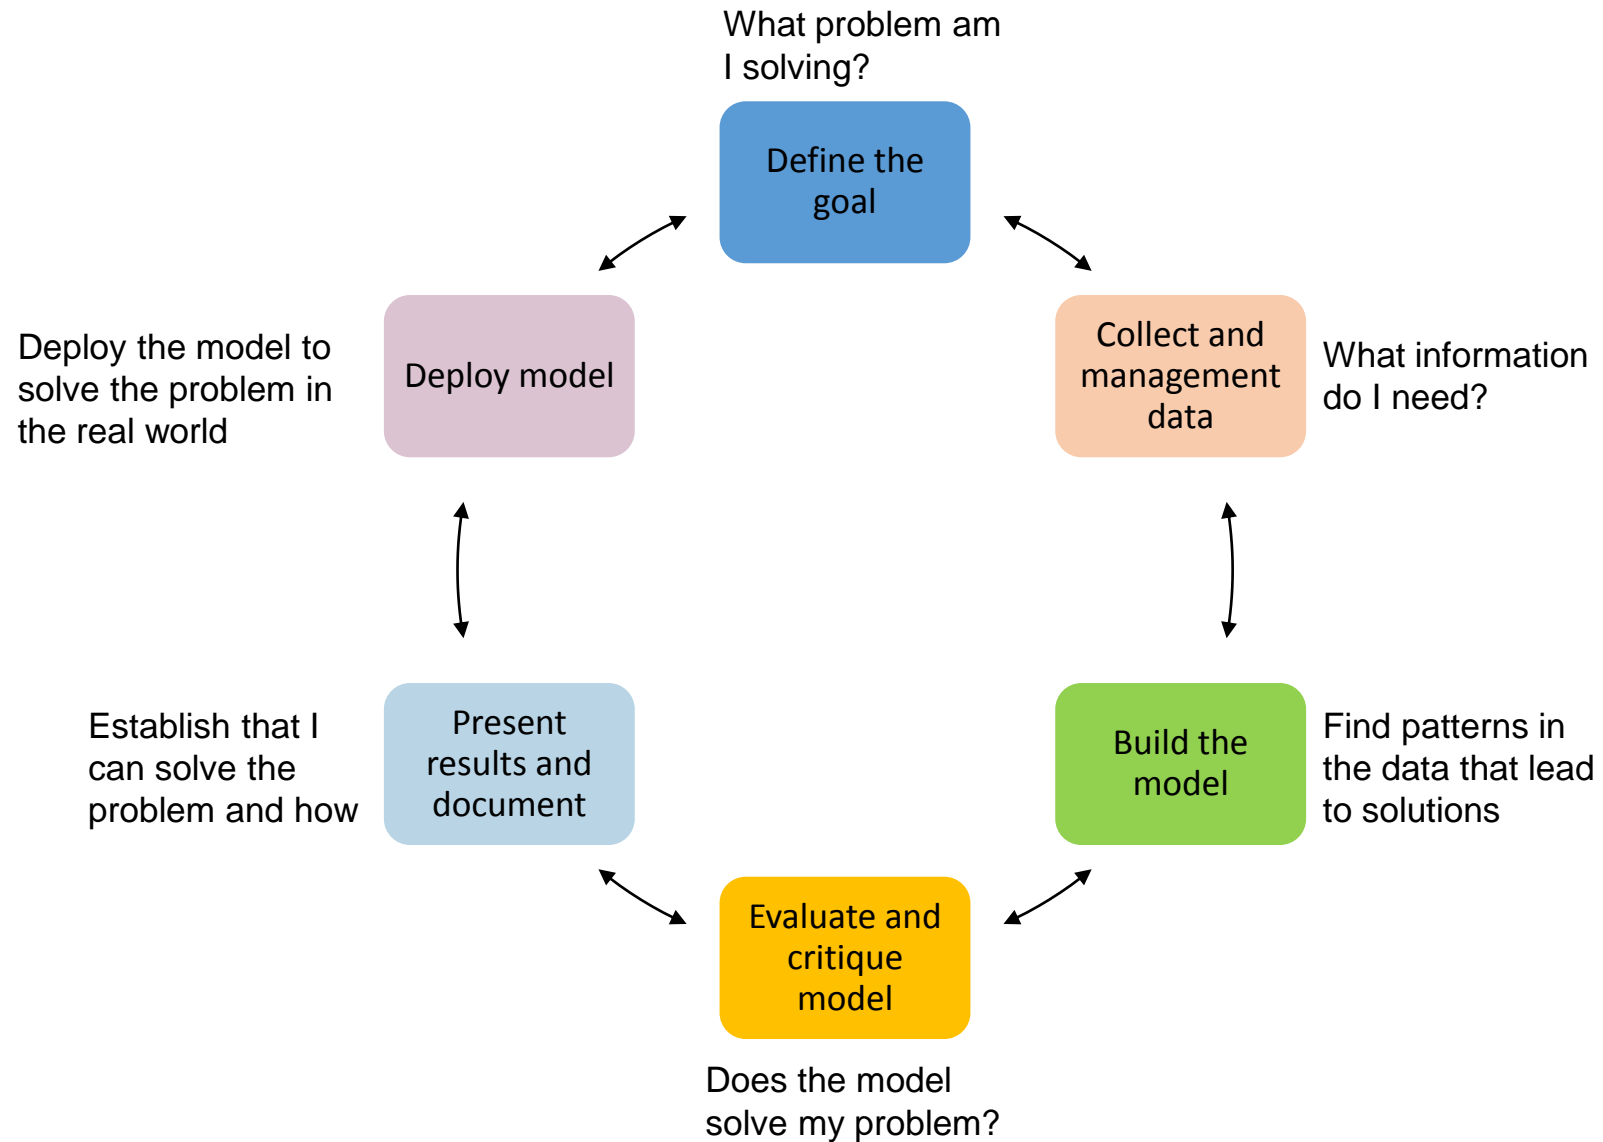 What problem am
I solving?
Define the
goal
Collect and
management
data
What information
do I need?
Build the
model
Find patterns in
the data that lead
to solutions
Evaluate and
critique
model
Does the model
solve my problem?
Present
results and
document
Establish that I
can solve the
problem and how
Deploy model
Deploy the model to
solve the problem in
the real world